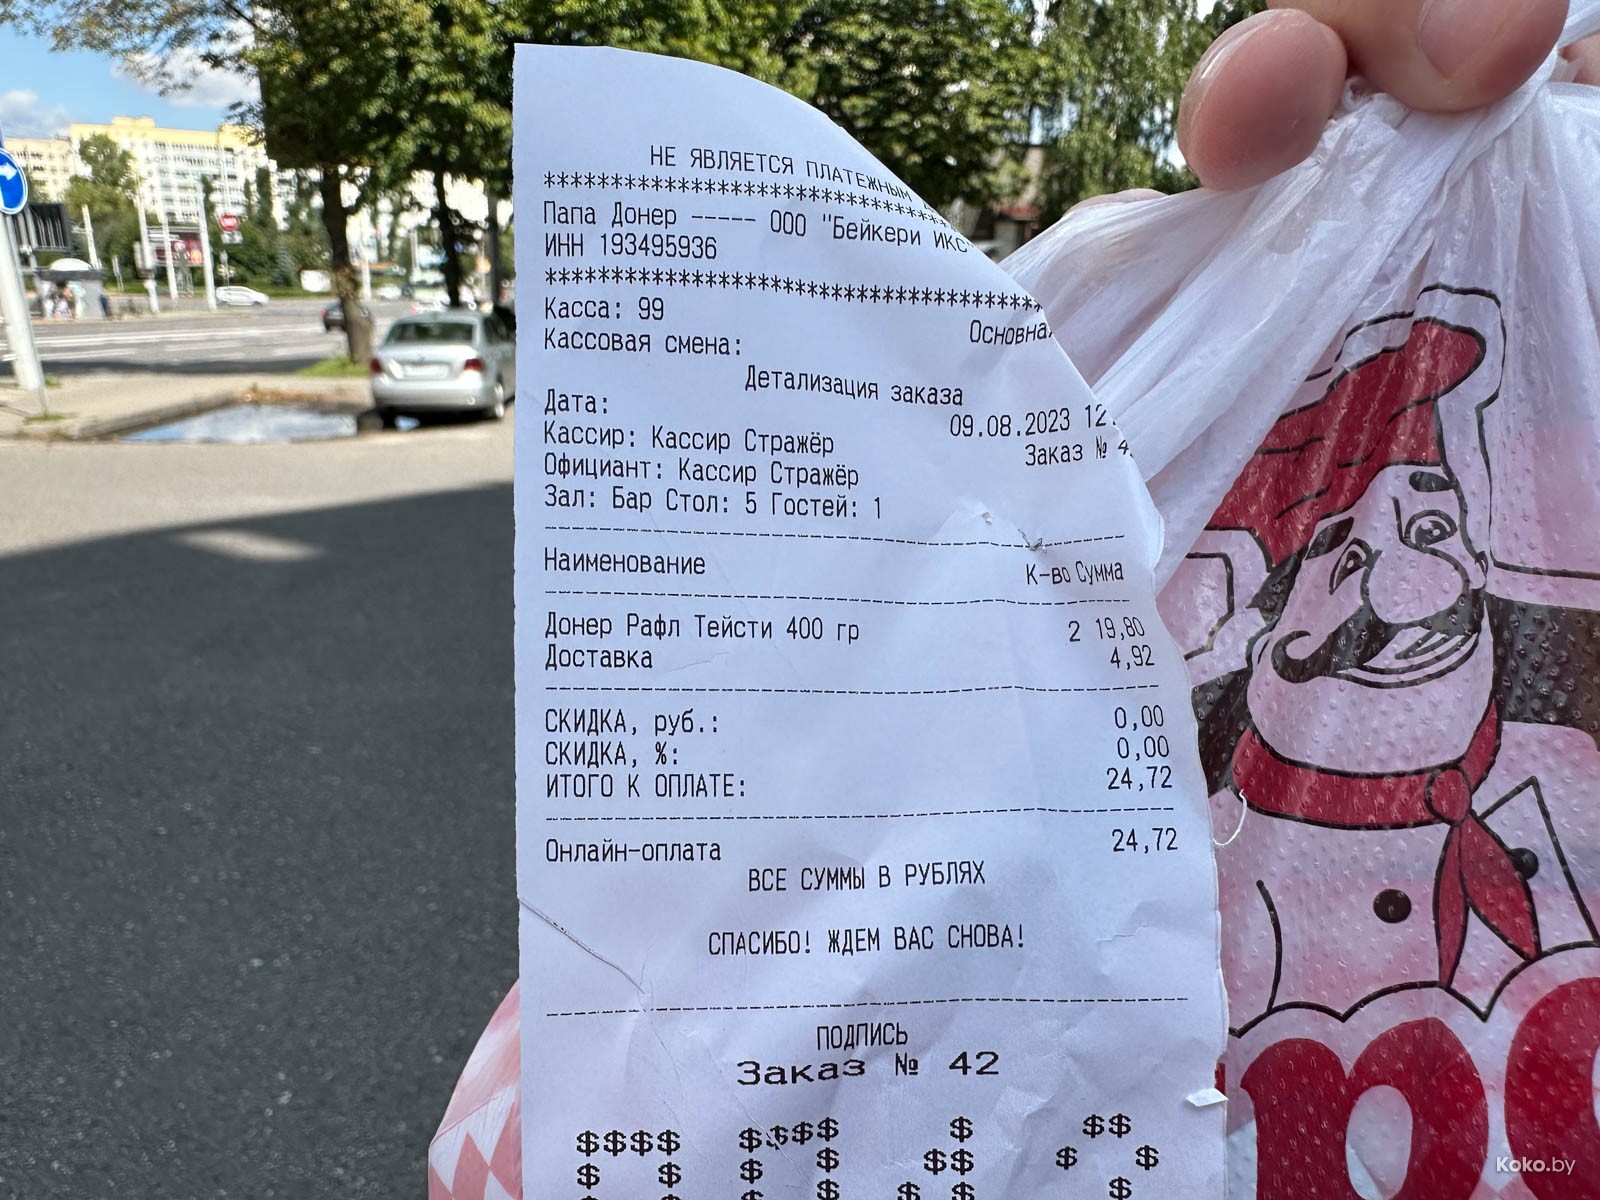 НЕ ЯВЛЯЕТСЯ ПЛАТЕЖНЫМ
****************************************
Папа Донер ----- ООО "Бейкери ИКС"
ИНН 193495936
****************************************
Касса: 99 Основная
Кассовая смена:
Детализация заказа
Дата: 09.08.2023 12:
Кассир: Кассир Стражёр Заказ № 4
Официант: Кассир Стражёр
Зал: Бар Стол: 5 Гостей: 1
Наименование К-во Сумма
Донер Рафл Тейсти 400 гр 2 19,80
Доставка 4,92
СКИДКА, руб.: 0,00
СКИДКА, %: 0,00
ИТОГО К ОПЛАТЕ: 24,72
Онлайн-оплата 24,72
ВСЕ СУММЫ В РУБЛЯХ
СПАСИБО! ЖДЕМ ВАС СНОВА!
ПОДПИСЬ
Заказ № 42
$$$$ $$$$ $ $$
$ $ $ $ $$ $ $
$ $ $ $ $ $ $
Koko.by